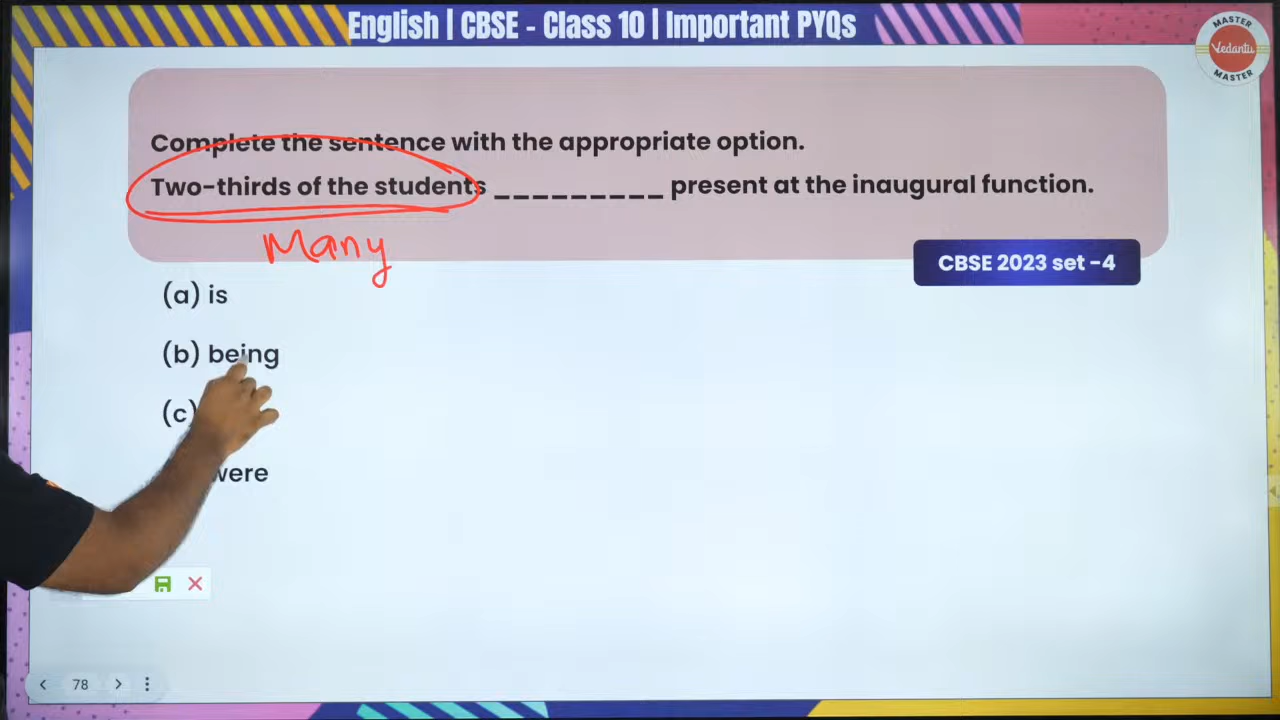 English | CBSE - Class 10 | Important PYQs
MASTER
Vedantu
MASTER
Complete the sentence with the appropriate option.
Two-thirds of the students _________ present at the inaugural function.
Many
CBSE 2023 set -4
(a) is
(b) being
(c)
were
78